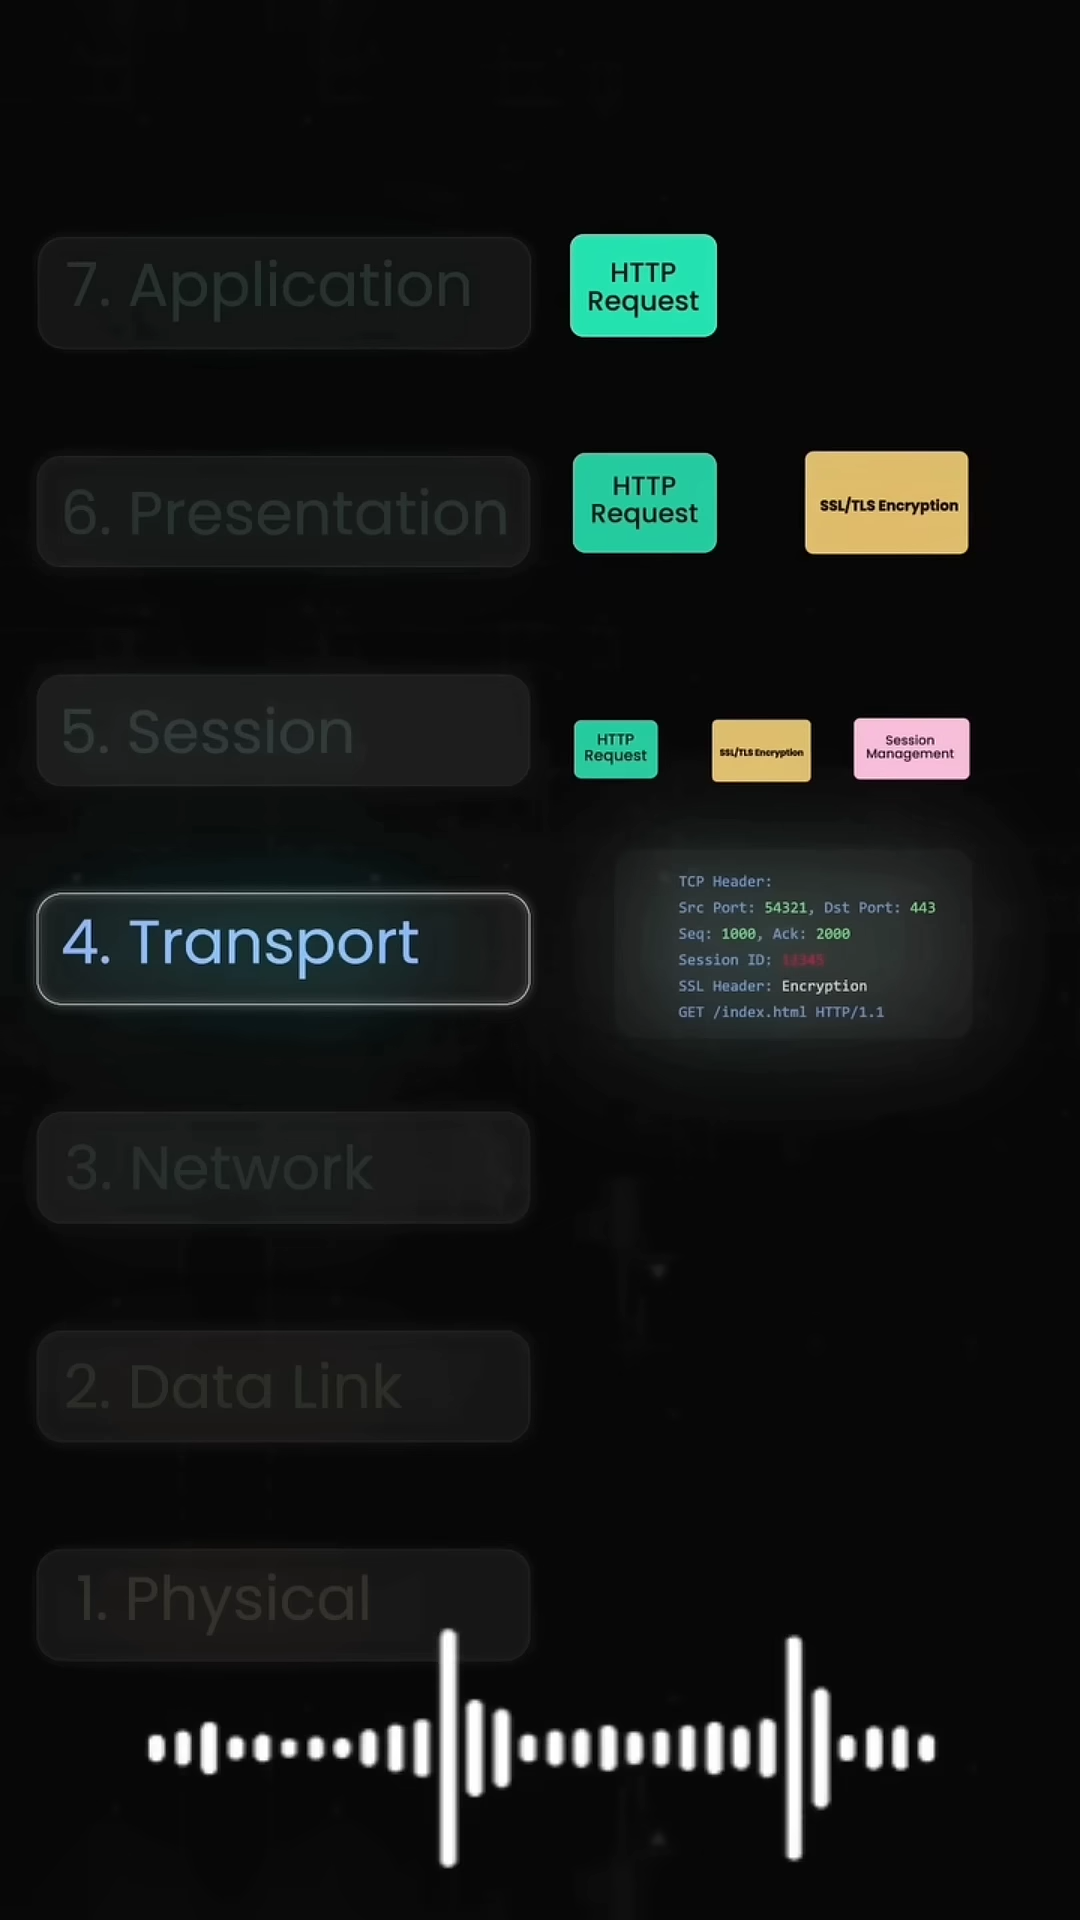 7. Application
HTTP
Request
6. Presentation
HTTP
Request
SSL/TLS Encryption
5. Session
HTTP
Request
SSL/TLS Encryption
Session
Management
4. Transport
TCP Header:
Src Port: 54321, Dst Port: 443
Seq: 1000, Ack: 2000
Session ID: 12345
SSL Header: Encryption
GET /index.html HTTP/1.1
3. Network
2. Data Link
1. Physical